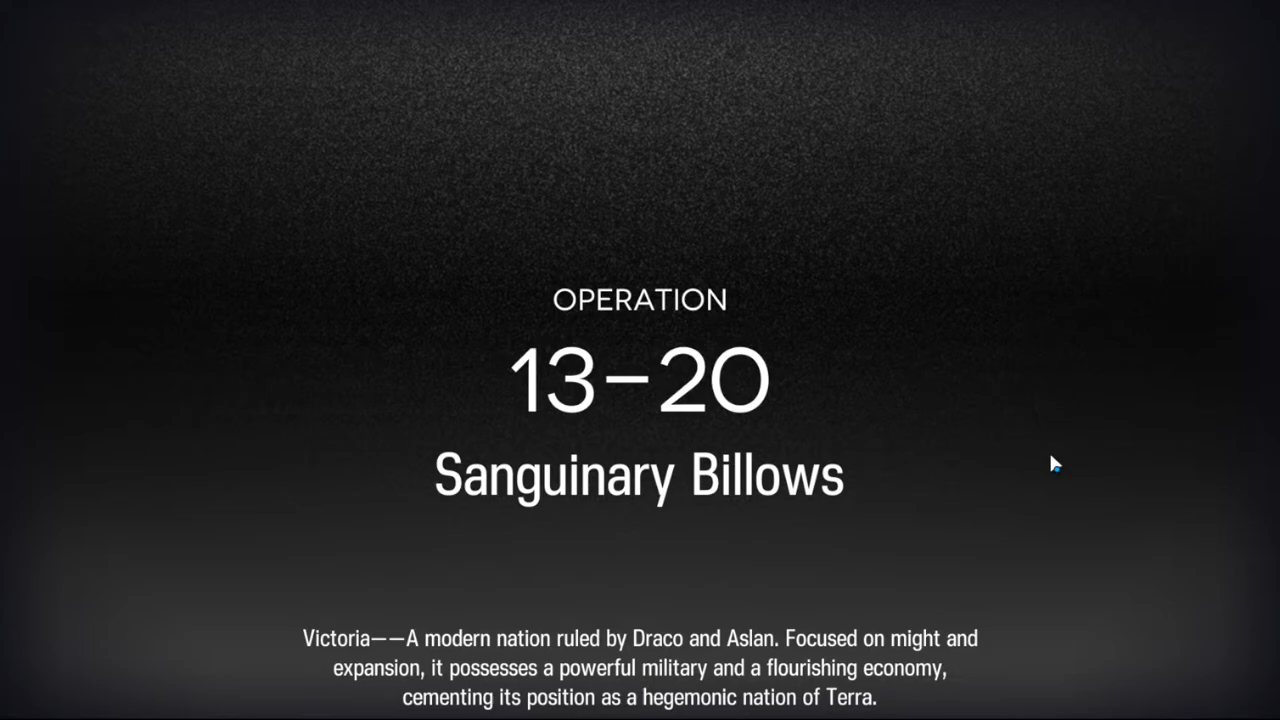 OPERATION
13-20
Sanguinary Billows
Victoria——A modern nation ruled by Draco and Aslan. Focused on might and
expansion, it possesses a powerful military and a flourishing economy,
cementing its position as a hegemonic nation of Terra.